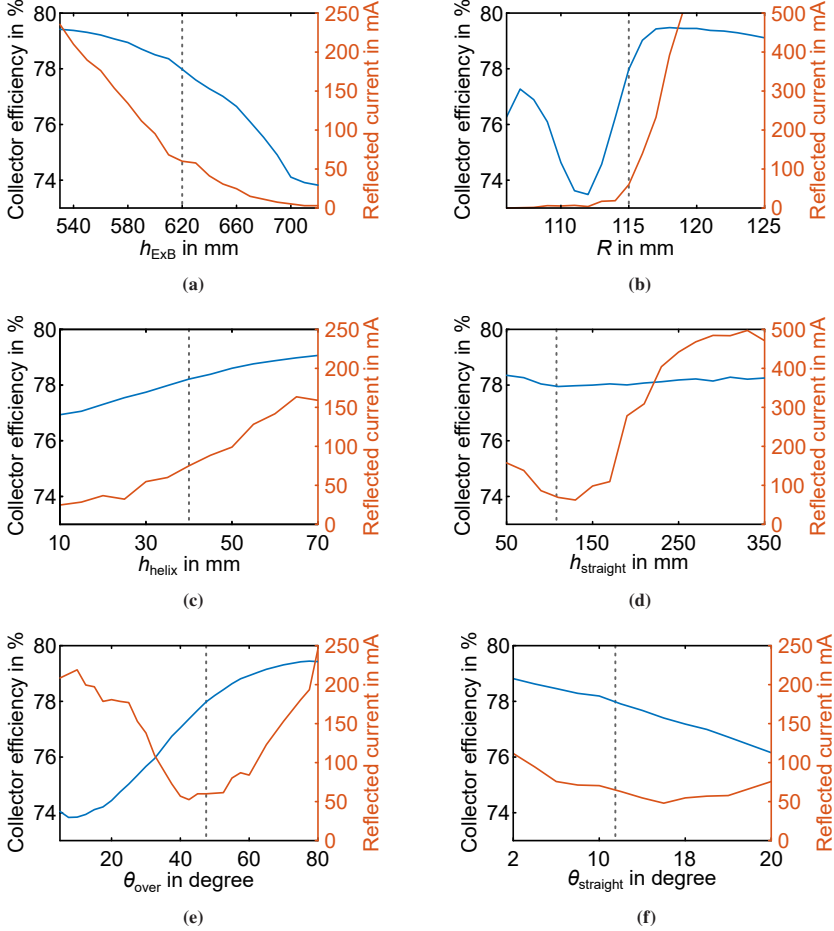 80
78
76
74
Collector efficiency in %
250
200
150
100
50
0
Reflected current in mA
540 580 620 660 700
h_ExB in mm
(a)
80
78
76
74
Collector efficiency in %
500
400
300
200
100
0
Reflected current in mA
110 115 120 125
R in mm
(b)
80
78
76
74
Collector efficiency in %
250
200
150
100
50
0
Reflected current in mA
10 30 50 70
h_helix in mm
(c)
80
78
76
74
Collector efficiency in %
500
400
300
200
100
0
Reflected current in mA
50 150 250 350
h_straight in mm
(d)
80
78
76
74
Collector efficiency in %
250
200
150
100
50
0
Reflected current in mA
20 40 60 80
θ_over in degree
(e)
80
78
76
74
Collector efficiency in %
250
200
150
100
50
0
Reflected current in mA
2 10 18 20
θ_straight in degree
(f)